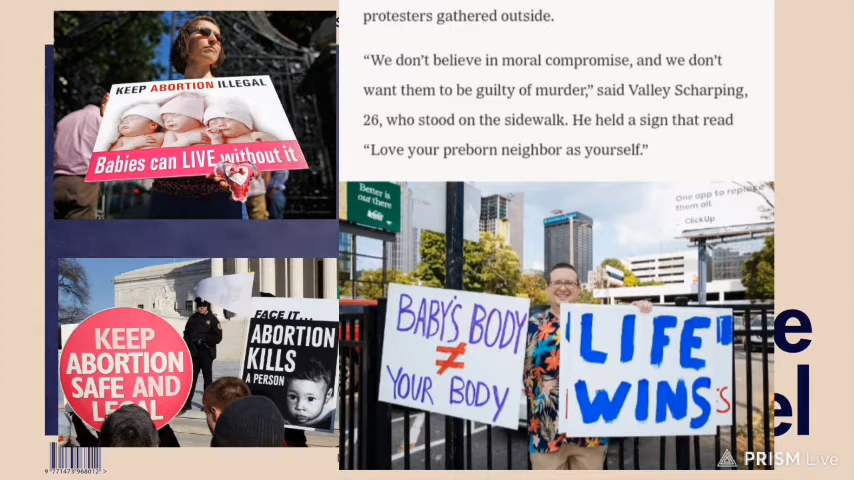 KEEP ABORTION ILLEGAL
Babies can LIVE without it
protesters gathered outside.
“We don’t believe in moral compromise, and we don’t
want them to be guilty of murder,” said Valley Scharping,
26, who stood on the sidewalk. He held a sign that read
“Love your preborn neighbor as yourself.”
Better is
out there
One app to replace
them all
ClickUp
KEEP
ABORTION
SAFE AND
LEGAL
FACE IT...
ABORTION
KILLS
A PERSON
BABY'S BODY
≠
YOUR BODY
LIFE
WINS
e
el
9 771473 968012 >
PRISM Live